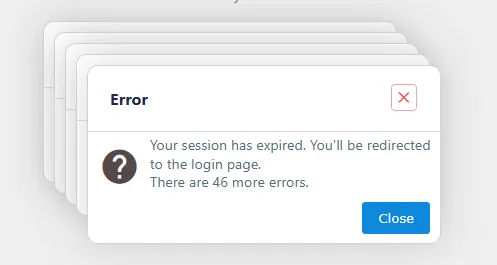 Error
Your session has expired. You'll be redirected
to the login page.
There are 46 more errors.
Close